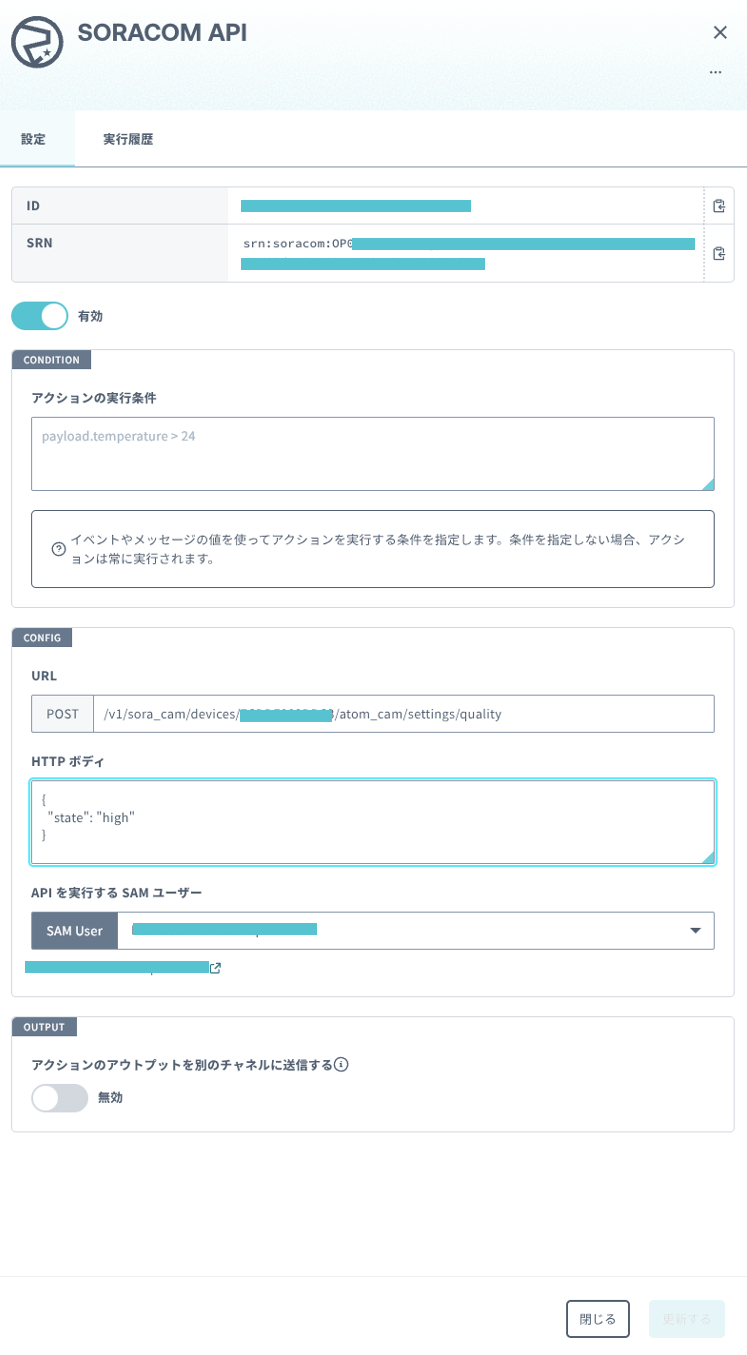 SORACOM API
設定
実行履歴
ID
SRN
srn:soracom:OP0
有効
CONDITION
アクションの実行条件
payload.temperature > 24
イベントやメッセージの値を使ってアクションを実行する条件を指定します。条件を指定しない場合、アクシ
ョンは常に実行されます。
CONFIG
URL
POST /v1/sora_cam/devices/ /atom_cam/settings/quality
HTTP ボディ
{
"state": "high"
}
API を実行する SAM ユーザー
SAM User
OUTPUT
アクションのアウトプットを別のチャネルに送信する
無効
閉じる
更新する